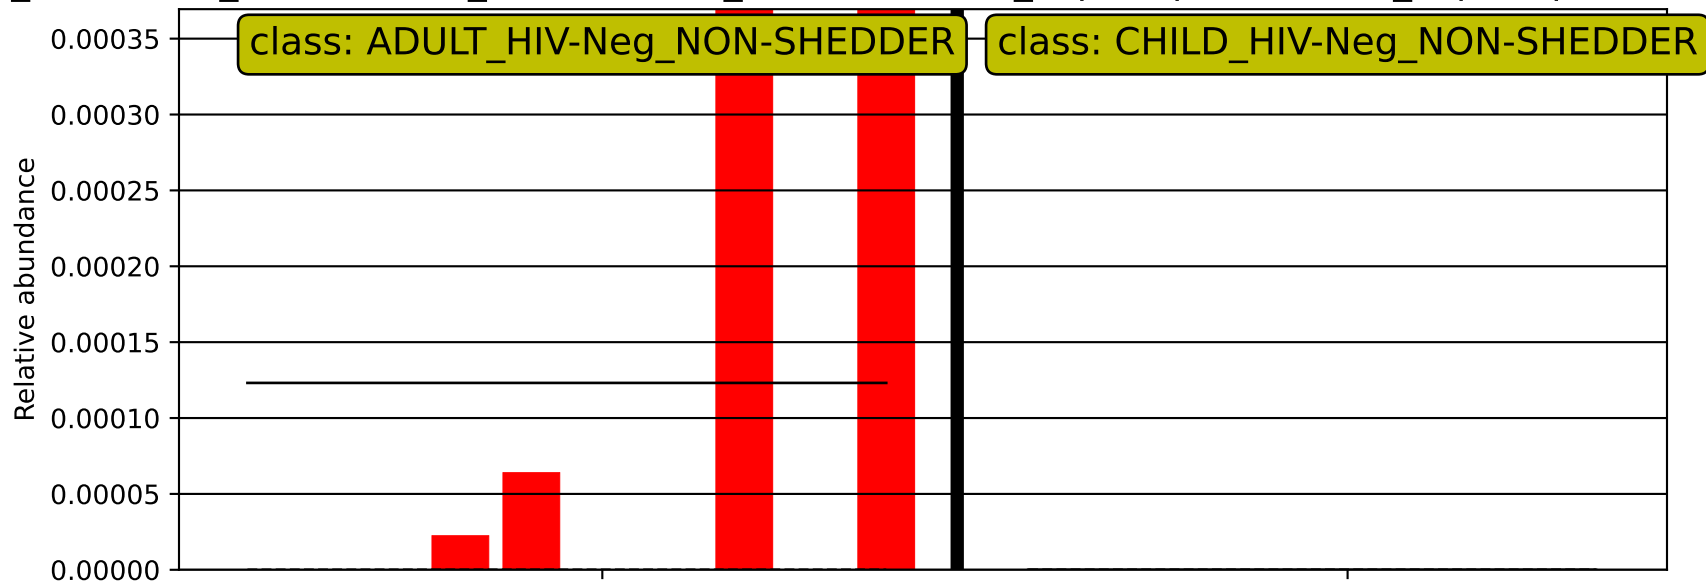 class: ADULT_HIV-Neg_NON-SHEDDER
class: CHILD_HIV-Neg_NON-SHEDDER
0.00035
0.00030
0.00025
0.00020
0.00015
0.00010
0.00005
0.00000
Relative abundance